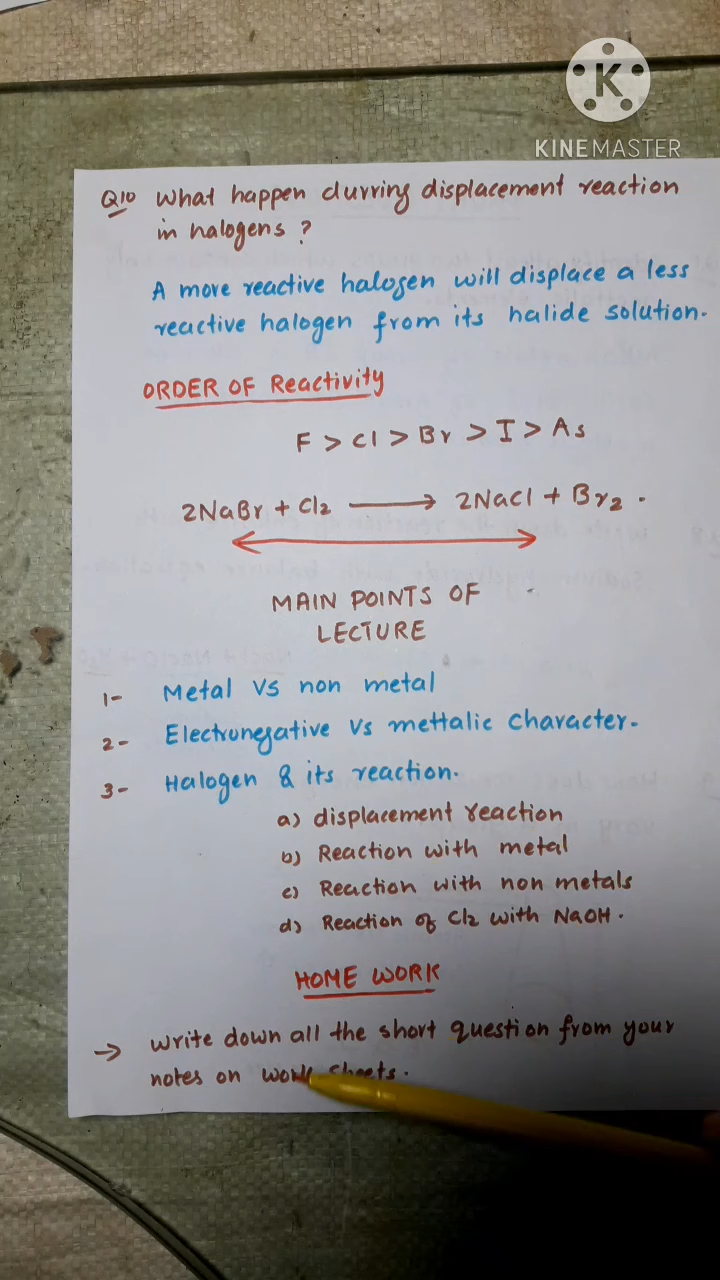 K
KINEMASTER
Q10 What happen durring displacement reaction
in halogens ?
A more reactive halogen will displace a less
reactive halogen from its halide solution.
ORDER OF Reactivity
F > Cl > Br > I > As
2NaBr + Cl2 → 2NaCl + Br2 .
MAIN POINTS OF
LECTURE
1- Metal VS non metal
2- Electronegative Vs mettalic character.
3- Halogen & its reaction.
a) displacement reaction
b) Reaction with metal
c) Reaction with non metals
d) Reaction of Cl2 with NaOH.
HOME WORK
→ Write down all the short question from your
notes on work sheets.